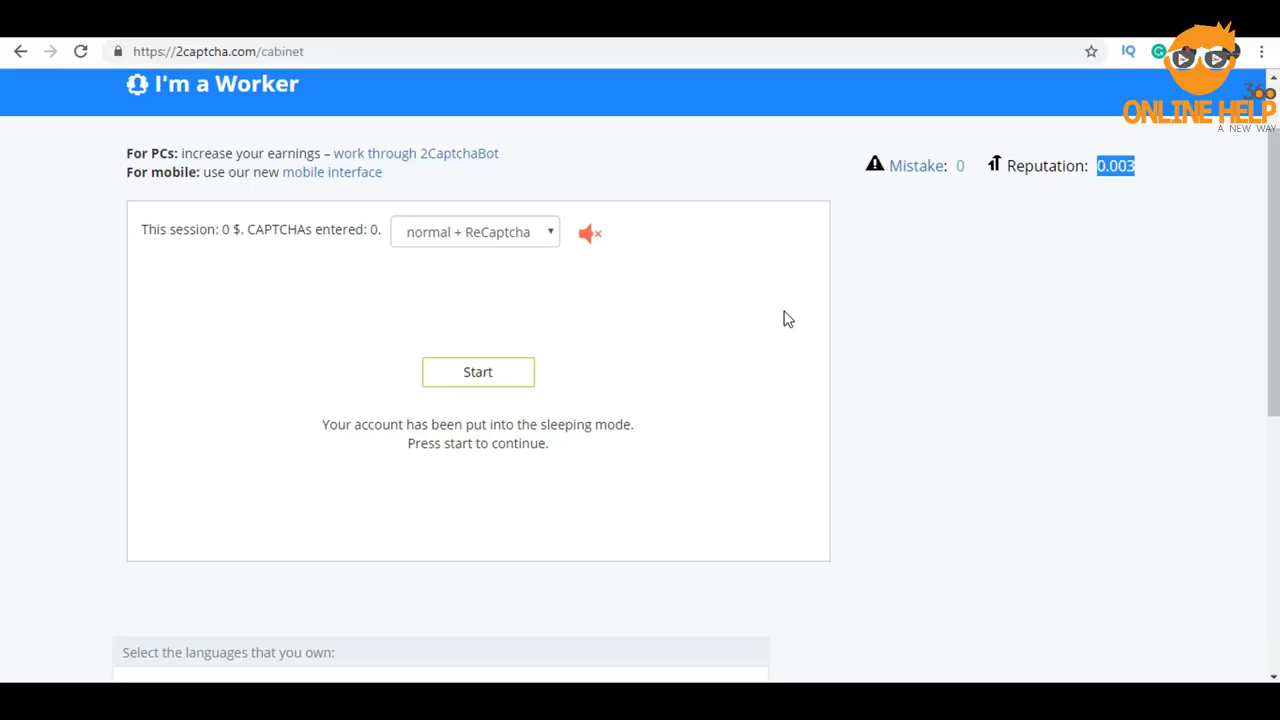 https://2captcha.com/cabinet
IQ
360
ONLINE HELP
A NEW WAY
I'm a Worker
For PCs: increase your earnings – work through 2CaptchaBot
For mobile: use our new mobile interface
Mistake: 0
Reputation: 0.003
This session: 0 $. CAPTCHAs entered: 0.
normal + ReCaptcha
Start
Your account has been put into the sleeping mode.
Press start to continue.
Select the languages that you own: